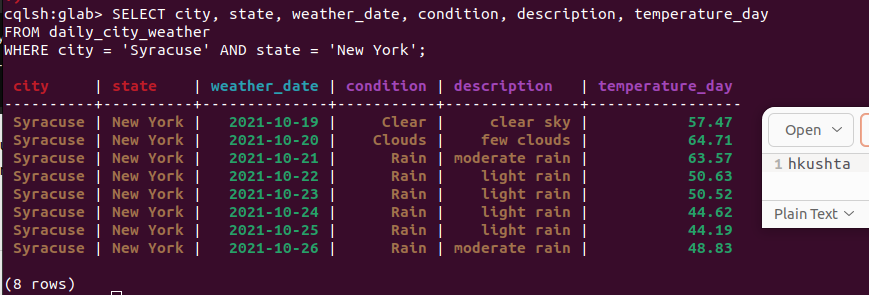 cqlsh:glab> SELECT city, state, weather_date, condition, description, temperature_day
FROM daily_city_weather
WHERE city = 'Syracuse' AND state = 'New York';
city | state | weather_date | condition | description | temperature_day
----------+----------+--------------+-----------+---------------+-----------------
Syracuse | New York | 2021-10-19 | Clear | clear sky | 57.47
Syracuse | New York | 2021-10-20 | Clouds | few clouds | 64.71
Syracuse | New York | 2021-10-21 | Rain | moderate rain | 63.57
Syracuse | New York | 2021-10-22 | Rain | light rain | 50.63
Syracuse | New York | 2021-10-23 | Rain | light rain | 50.52
Syracuse | New York | 2021-10-24 | Rain | light rain | 44.62
Syracuse | New York | 2021-10-25 | Rain | light rain | 44.19
Syracuse | New York | 2021-10-26 | Rain | moderate rain | 48.83
(8 rows)
Open
1 hkushta
Plain Text